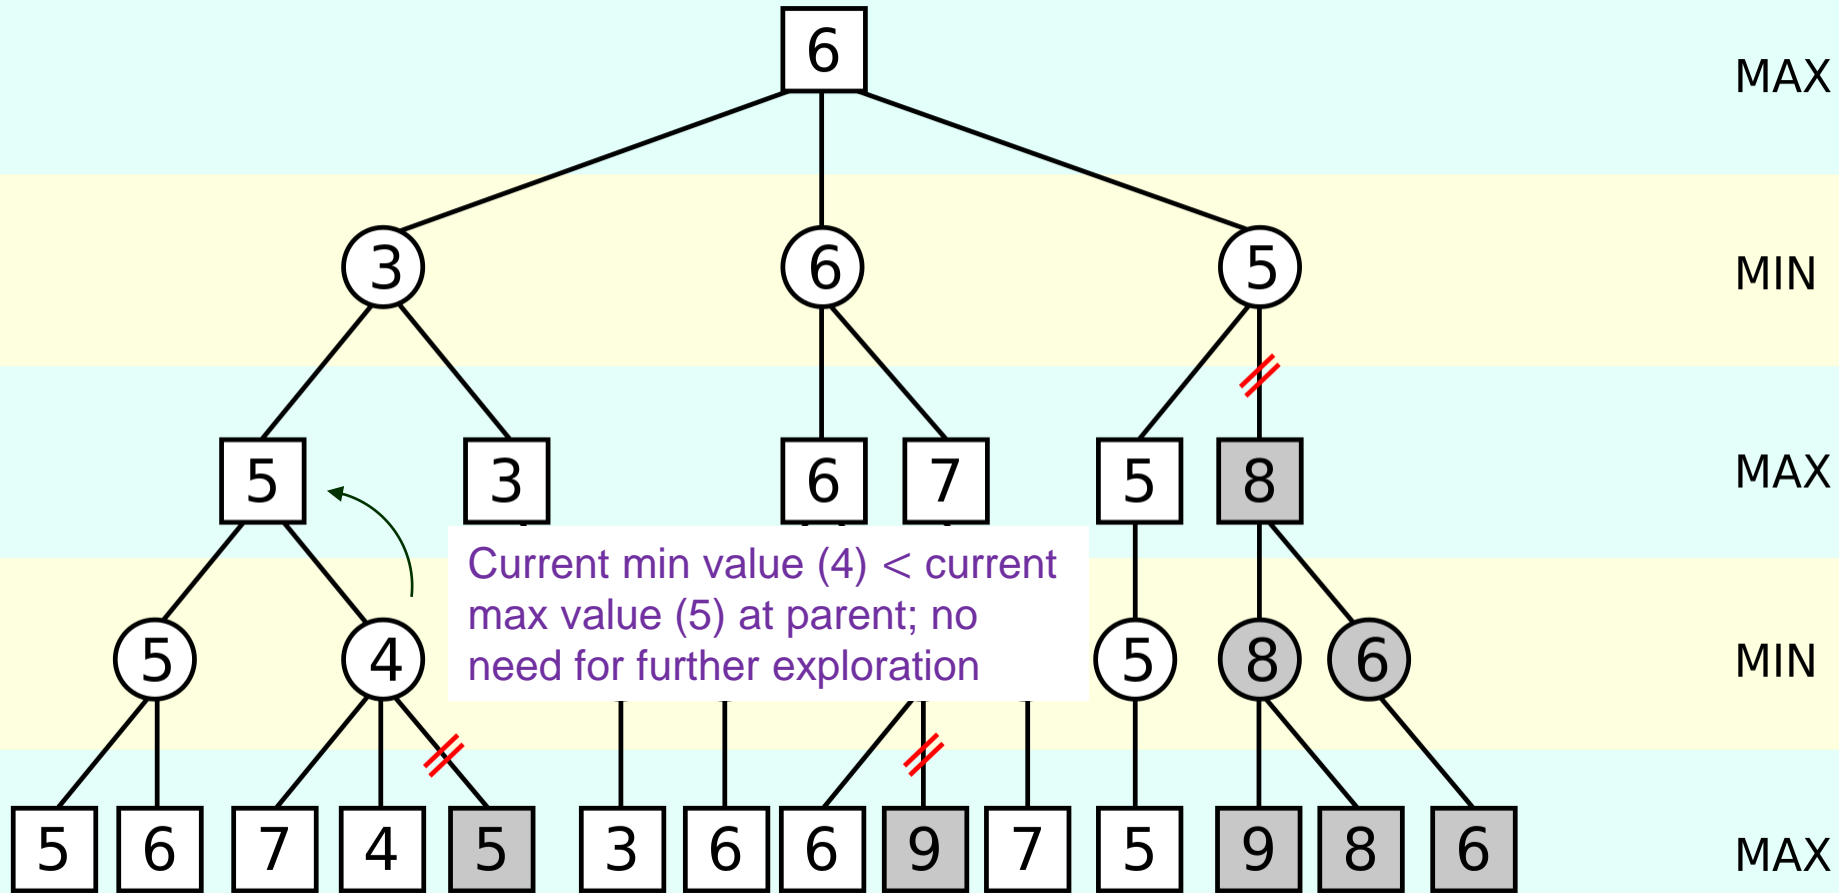 6 MAX
3 6 5 MIN
5 3 6 7 5 8 MAX
Current min value (4) < current
max value (5) at parent; no
need for further exploration
5 4 5 8 6 MIN
5 6 7 4 5 3 6 6 9 7 5 9 8 6 MAX